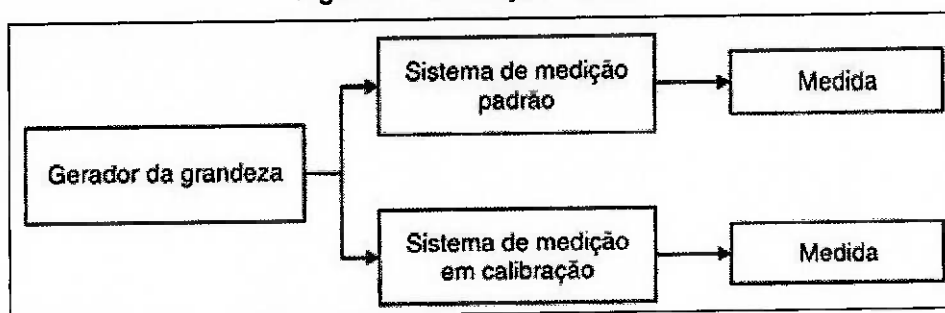 Sistema de medição
padrão
Medida
Gerador da grandeza
Sistema de medição
em calibração
Medida